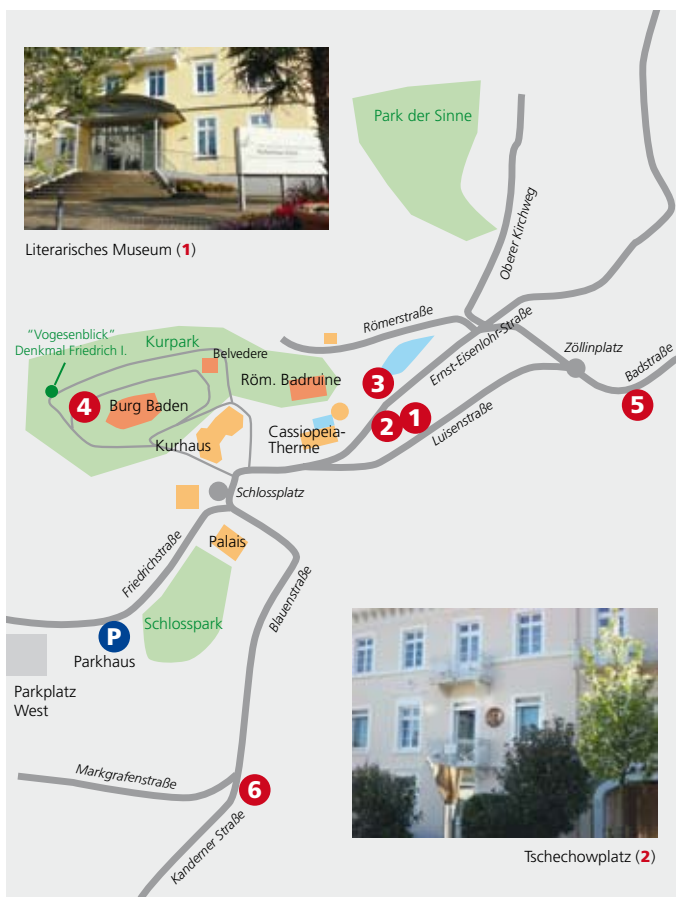 Literarisches Museum (1)
Park der Sinne
Oberer Kirchweg
"Vogesenblick"
Denkmal Friedrich I.
Kurpark
Belvedere
Römerstraße
Ernst-Eisenlohr-Straße
Zöllinplatz
Badstraße
Röm. Badruine
3
4
Burg Baden
5
1
2
Cassiopeia-
Therme
Luisenstraße
Kurhaus
Schlossplatz
Palais
Friedrichstraße
Blauenstraße
Schlosspark
P
Parkhaus
Parkplatz
West
Markgrafenstraße
6
Kanderner Straße
Tschechowplatz (2)